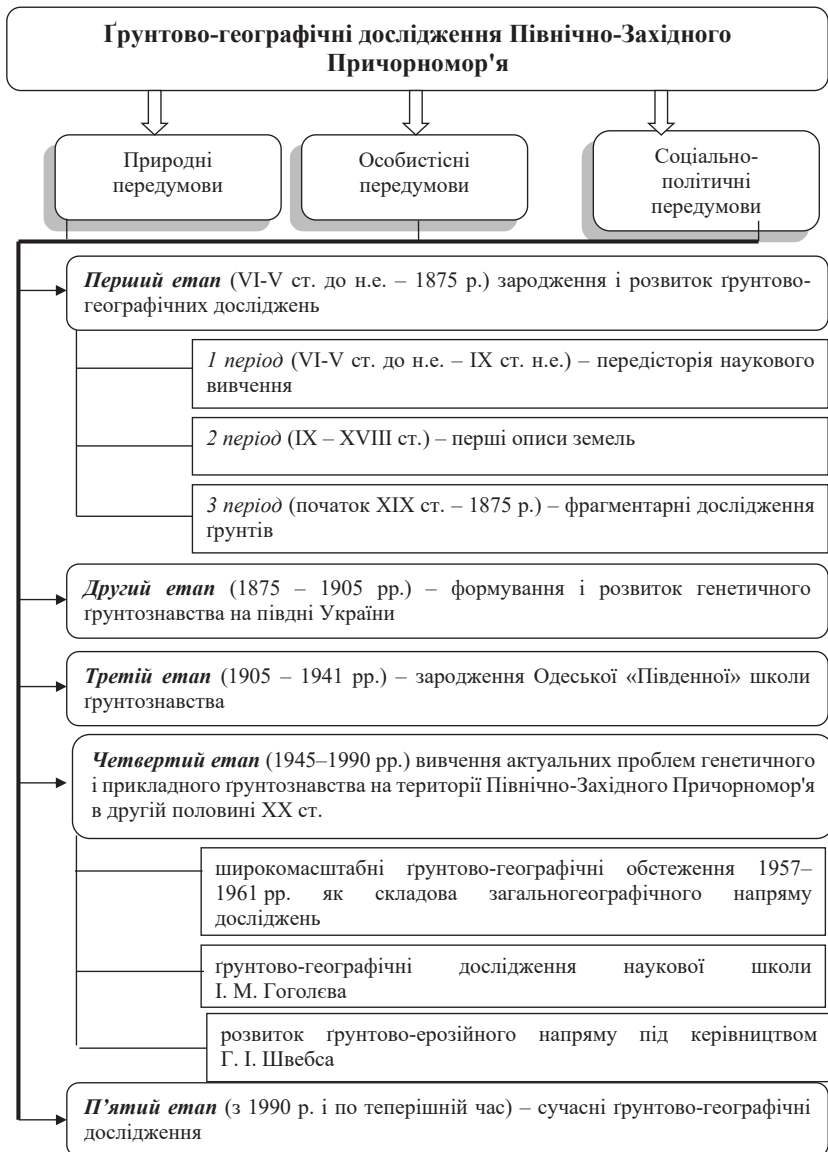 Ґрунтово-географічні дослідження Північно-Західного
Причорномор'я
Природні
передумови
Особистісні
передумови
Соціально-
політичні
передумови
Перший етап (VI-V ст. до н.е. – 1875 р.) зародження і розвиток ґрунтово-
географічних досліджень
1 період (VI-V ст. до н.е. – IX ст. н.е.) – передісторія наукового
вивчення
2 період (IX – XVIII ст.) – перші описи земель
3 період (початок XIX ст. – 1875 р.) – фрагментарні дослідження
ґрунтів
Другий етап (1875 – 1905 рр.) – формування і розвиток генетичного
ґрунтознавства на півдні України
Третій етап (1905 – 1941 рр.) – зародження Одеської «Південної» школи
ґрунтознавства
Четвертий етап (1945–1990 рр.) вивчення актуальних проблем генетичного
і прикладного ґрунтознавства на території Північно-Західного Причорномор'я
в другій половині XX ст.
широкомасштабні ґрунтово-географічні обстеження 1957–
1961 рр. як складова загальногеографічного напряму
досліджень
ґрунтово-географічні дослідження наукової школи
І. М. Гоголєва
розвиток ґрунтово-ерозійного напряму під керівництвом
Г. І. Швебса
П’ятий етап (з 1990 р. і по теперішній час) – сучасні ґрунтово-географічні
дослідження